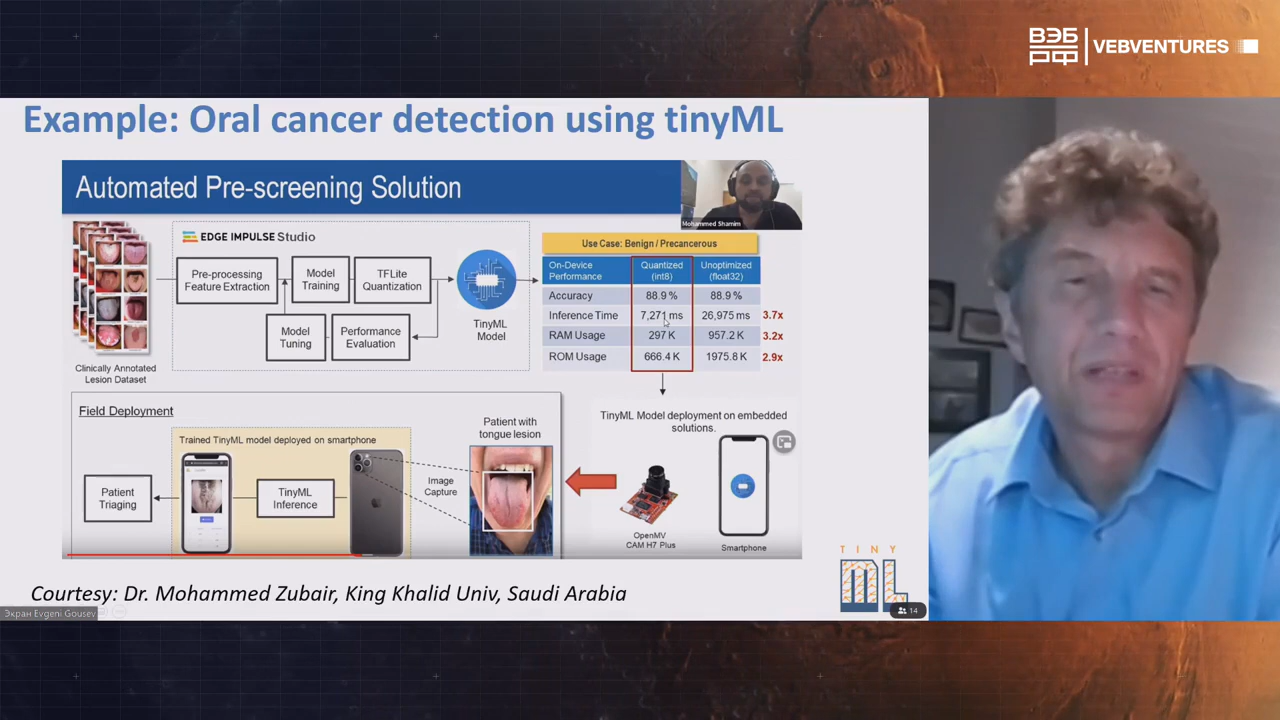 ВЭБ
РФ
VEBVENTURES
Example: Oral cancer detection using tinyML
Automated Pre-screening Solution
Mohammed Shamim
EDGE IMPULSE Studio
Pre-processing
Feature Extraction
Model
Training
TFLite
Quantization
Model
Tuning
Performance
Evaluation
TinyML
Model
Clinically Annotated
Lesion Dataset
Use Case: Benign / Precancerous
On-Device Performance Quantized (int8) Unoptimized (float32)
Accuracy 88.9 % 88.9 %
Inference Time 7,271 ms 26,975 ms 3.7x
RAM Usage 297 K 957.2 K 3.2x
ROM Usage 666.4 K 1975.8 K 2.9x
TinyML Model deployment on embedded
solutions.
OpenMV
CAM H7 Plus
Smartphone
Field Deployment
Trained TinyML model deployed on smartphone
Patient
Triaging
TinyML
Inference
Image
Capture
Patient with
tongue lesion
TINY
ML
Courtesy: Dr. Mohammed Zubair, King Khalid Univ, Saudi Arabia
Экран Evgeni Gousev
14